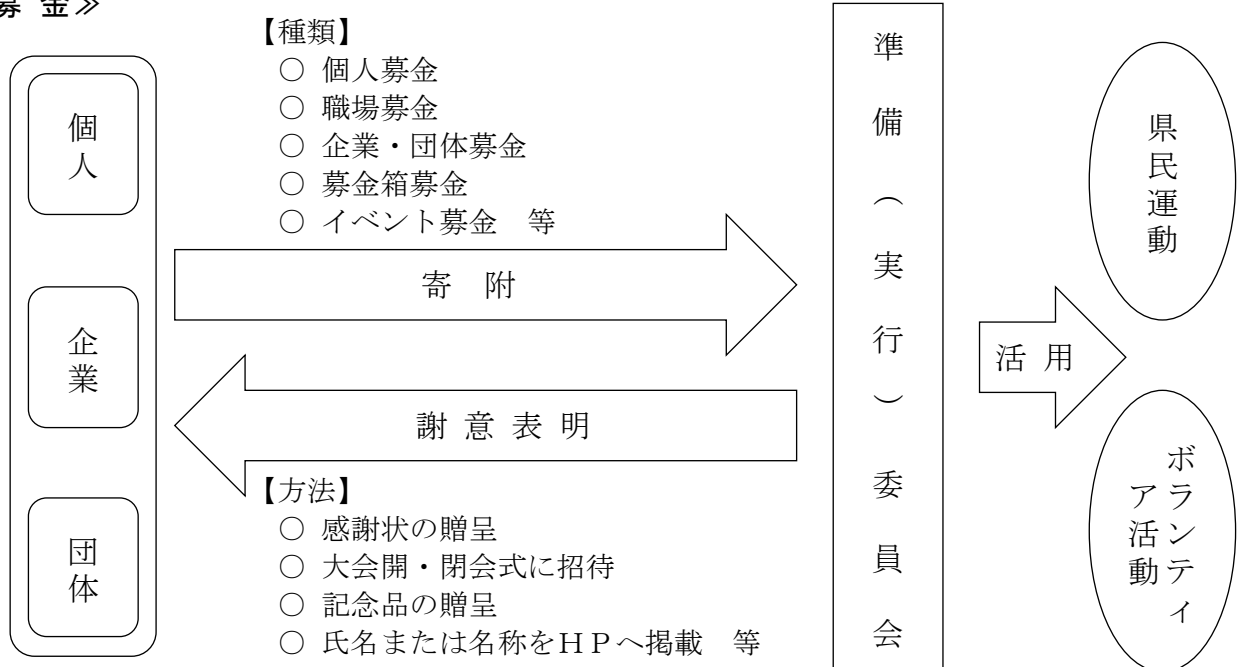 募 金≫
個人
企業
団体
【種類】
○ 個人募金
○ 職場募金
○ 企業・団体募金
○ 募金箱募金
○ イベント募金　等
寄　附
謝 意 表 明
【方法】
○ 感謝状の贈呈
○ 大会開・閉会式に招待
○ 記念品の贈呈
○ 氏名または名称をＨＰへ掲載　等
準備（実行）委員会
活 用
県民運動
ボランティ
ア活動